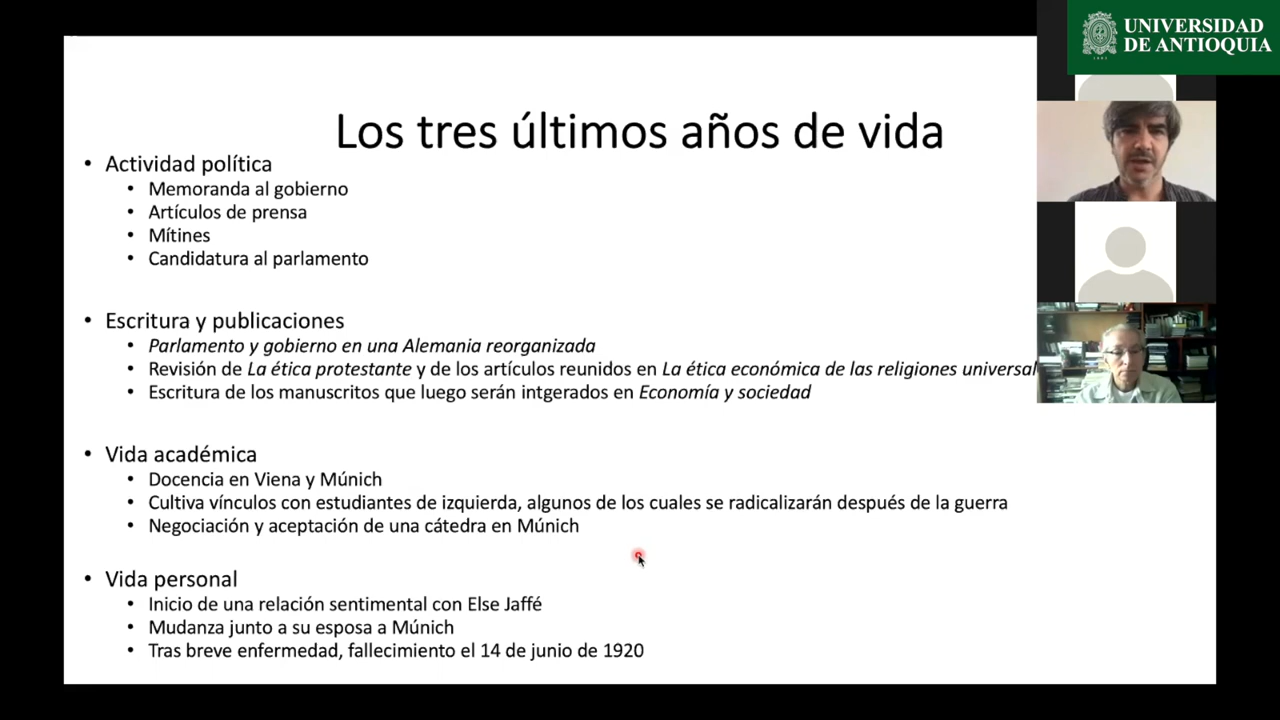 UNIVERSIDAD
DE ANTIOQUIA
1803
Los tres últimos años de vida
• Actividad política
• Memoranda al gobierno
• Artículos de prensa
• Mítines
• Candidatura al parlamento
• Escritura y publicaciones
• Parlamento y gobierno en una Alemania reorganizada
• Revisión de La ética protestante y de los artículos reunidos en La ética económica de las religiones universal
• Escritura de los manuscritos que luego serán intgerados en Economía y sociedad
• Vida académica
• Docencia en Viena y Múnich
• Cultiva vínculos con estudiantes de izquierda, algunos de los cuales se radicalizarán después de la guerra
• Negociación y aceptación de una cátedra en Múnich
• Vida personal
• Inicio de una relación sentimental con Else Jaffé
• Mudanza junto a su esposa a Múnich
• Tras breve enfermedad, fallecimiento el 14 de junio de 1920